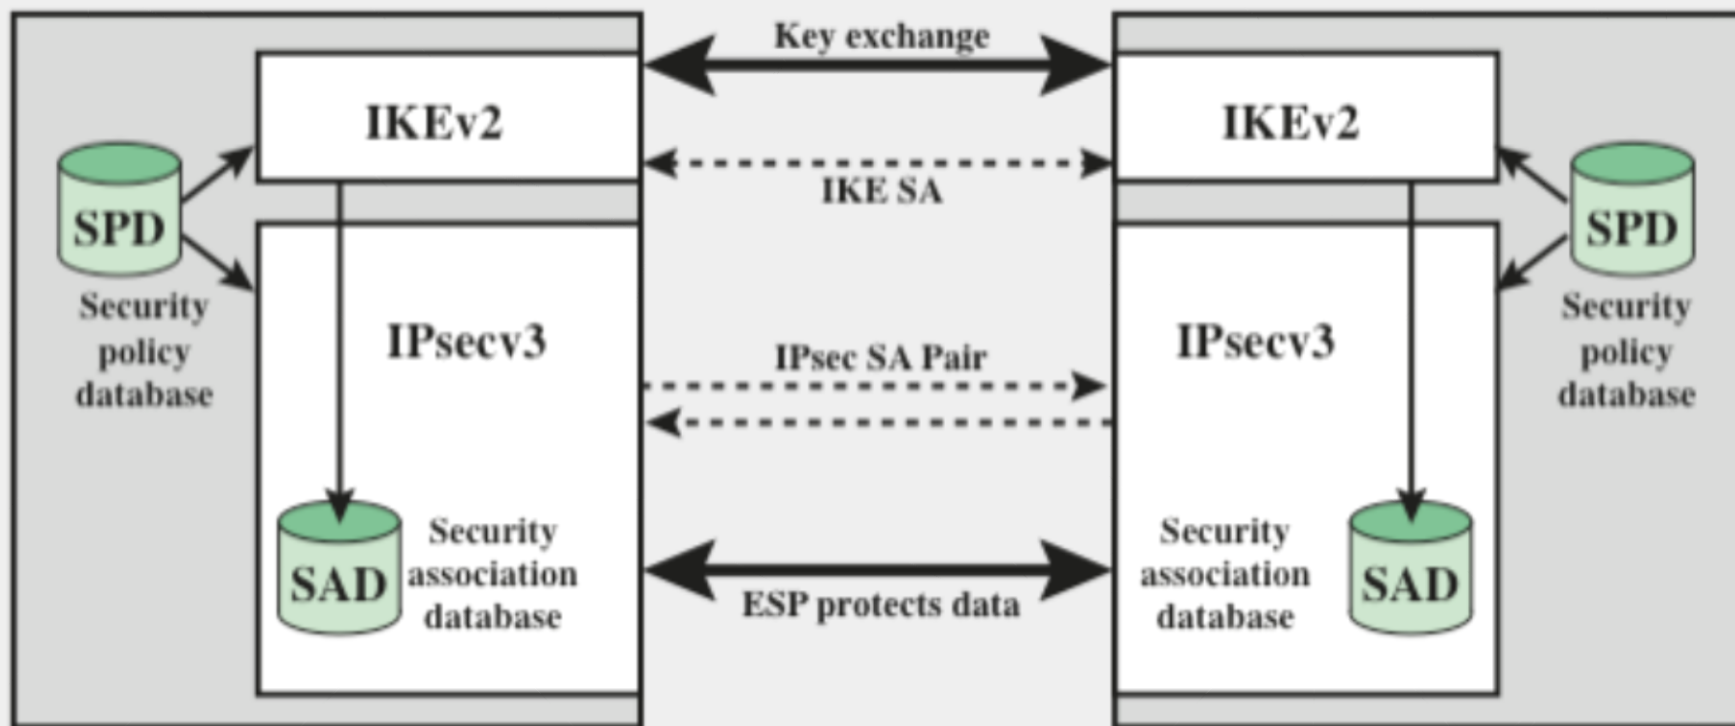 Key exchange
IKEv2
IKEv2
IKE SA
SPD
Security
policy
database
SPD
Security
policy
database
IPsecv3
IPsec SA Pair
IPsecv3
SAD
Security
association
database
ESP protects data
Security
association
database
SAD